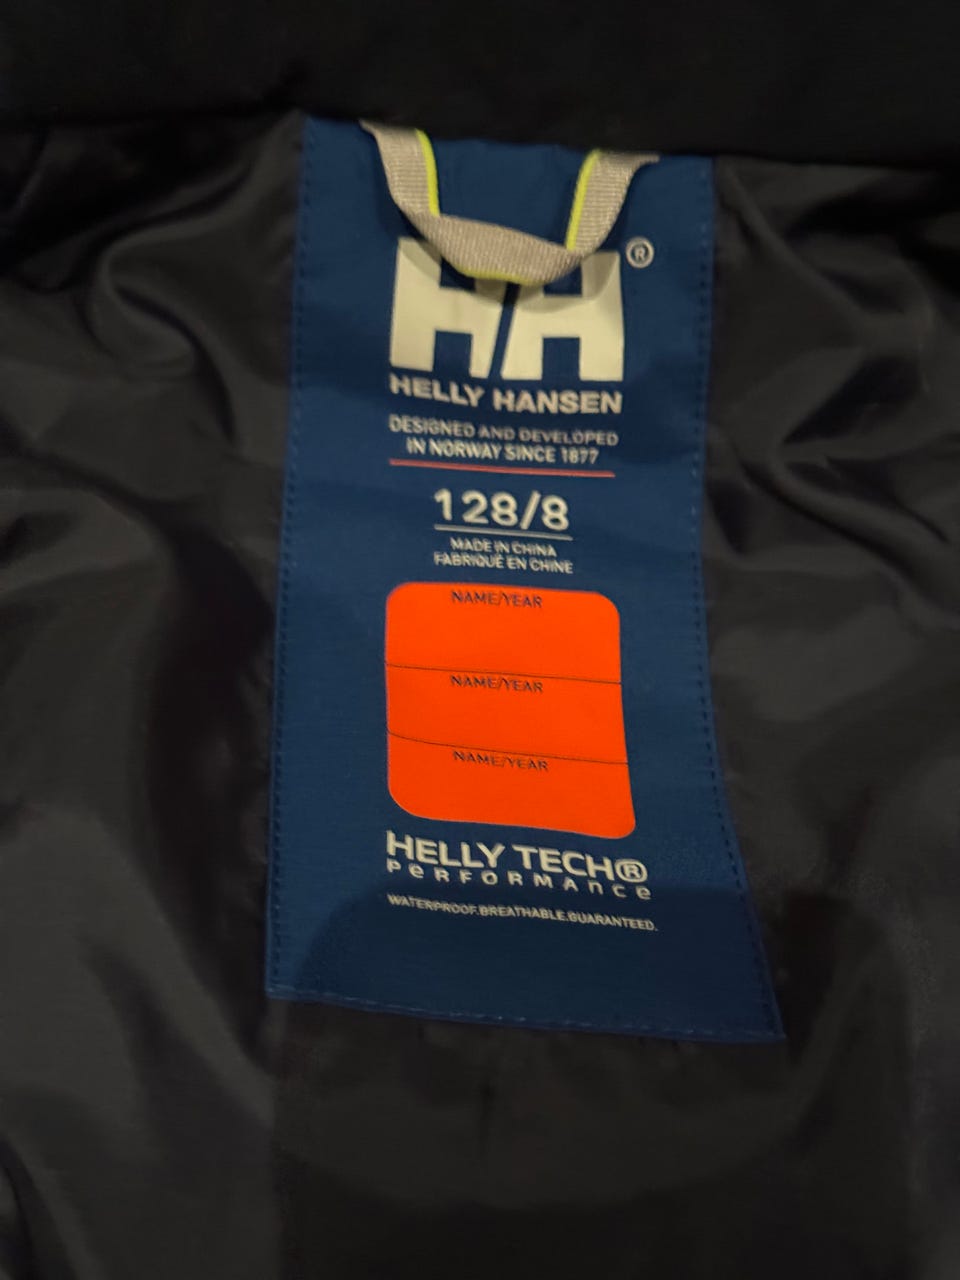 HH®
HELLY HANSEN
DESIGNED AND DEVELOPED
IN NORWAY SINCE 1877
128/8
MADE IN CHINA
FABRIQUÉ EN CHINE
NAME/YEAR
NAME/YEAR
NAME/YEAR
HELLY TECH®
PERFORMANCE
WATERPROOF.BREATHABLE.GUARANTEED.